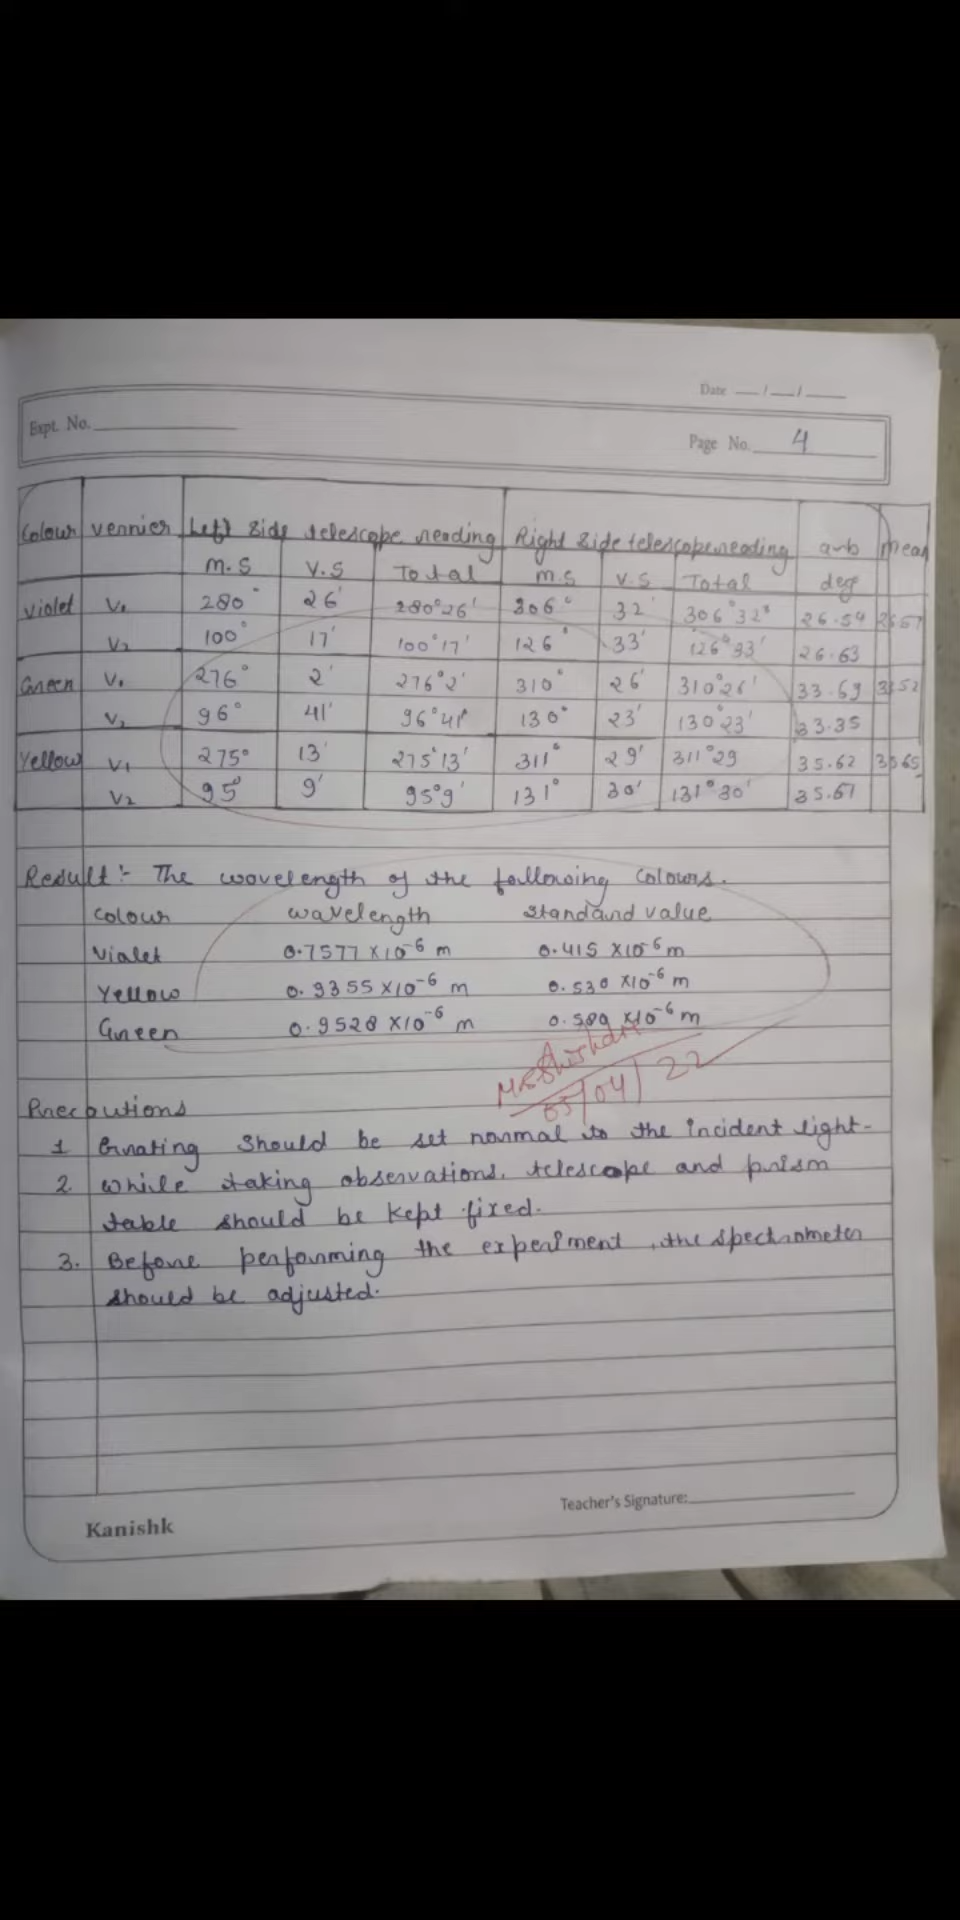 Date __/__/____
Expt. No.
Page No. 4
Colour Vennier Left Side telescope reading Right Side telescope reading a~b Mean
M.S V.S Total M.S V.S Total deg
Violet V₁ 280° 26' 280°26' 306° 32' 306°32' 26.54
V₂ 100° 17' 100°17' 126° 33' 126°33' 26.63
Green V₁ 276° 2' 276°2' 310° 26' 310°26' 33.69
V₂ 96° 41' 96°41' 130° 23' 130°23' 33.35
Yellow V₁ 275° 13' 275°13' 311° 29' 311°29 35.62 3565
V₂ 95° 9' 95°9' 131° 30' 131°30' 35.67
Result :- The wavelength of the following Colours.
Colour wavelength Standard value
Violet 0.7577 x10⁻⁶ m 0.415 x10⁻⁶ m
Yellow 0.9355 x10⁻⁶ m 0.530 x10⁻⁶ m
Green 0.9528 x10⁻⁶ m 0.589 x10⁻⁶ m
05/04/22
Precautions
1. Grating should be set normal to the incident light-
2. while taking observations, telescope and prism
table should be kept fixed.
3. Before performing the experiment, the spectrometer
should be adjusted.
Teacher's Signature:
Kanishk